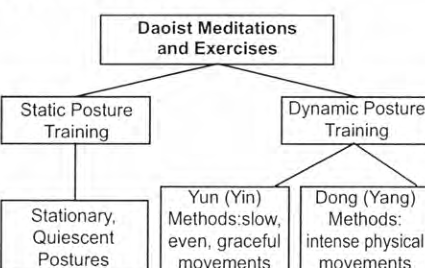 Daoist Meditations
and Exercises
Static Posture
Training
Dynamic Posture
Training
Stationary,
Quiescent
Postures
Yun (Yin)
Methods:slow,
even, graceful
movements
Dong (Yang)
Methods:
intense physical
movements